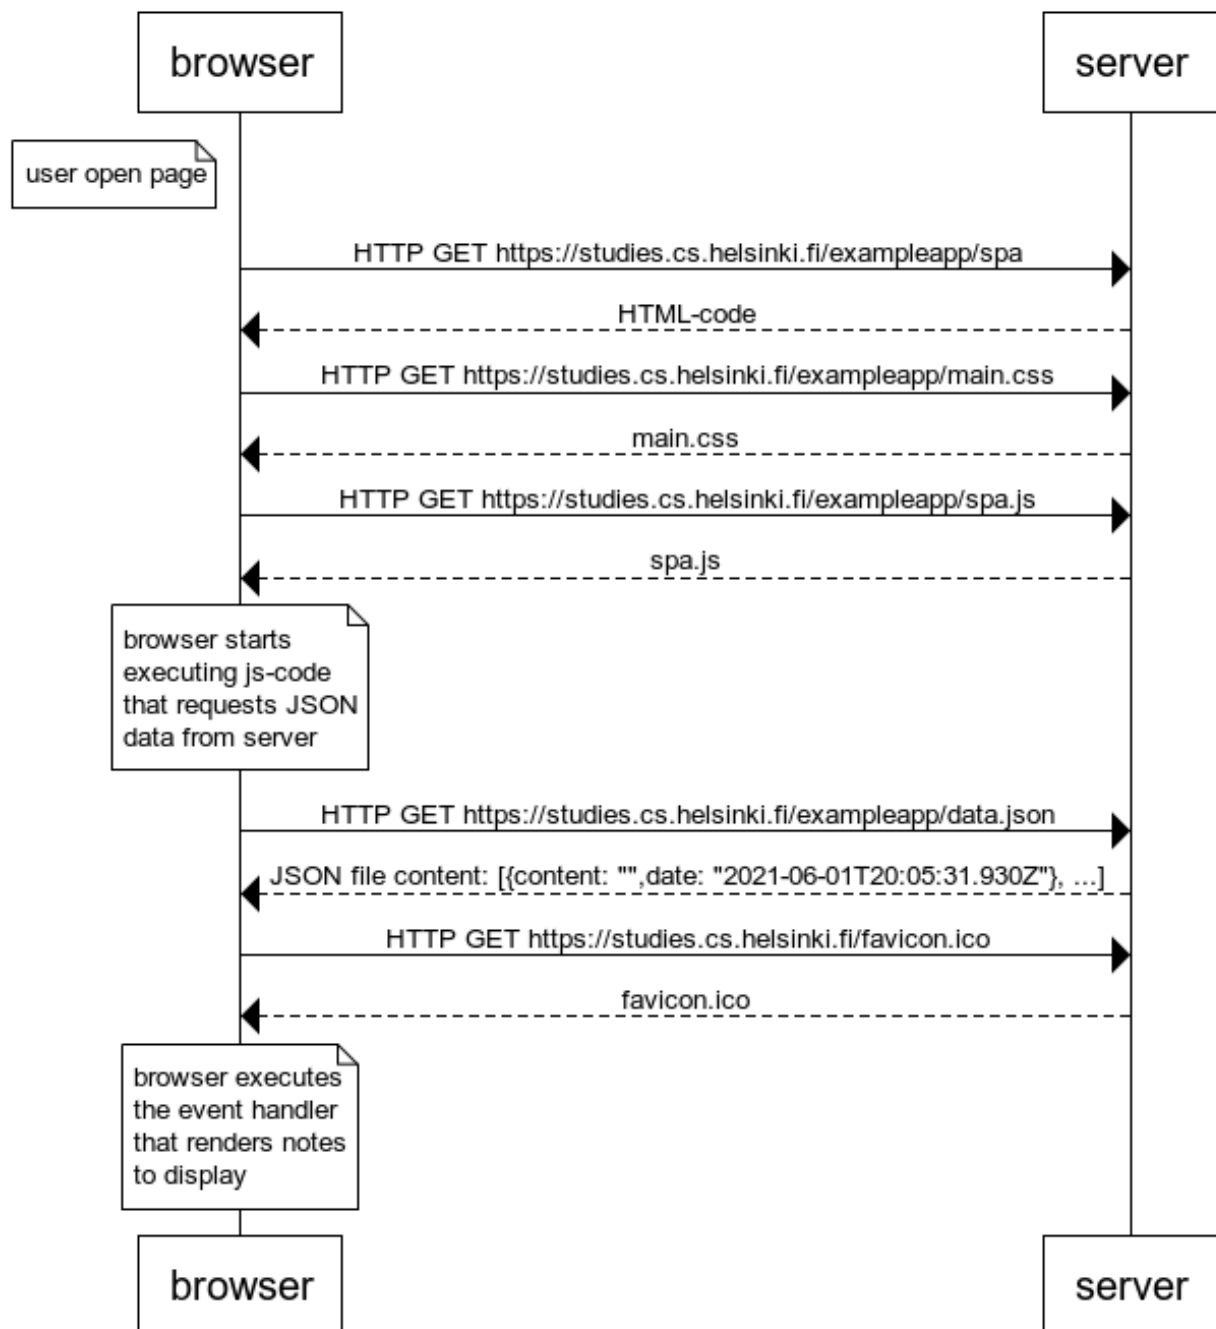 browser
server
user open page
HTTP GET https://studies.cs.helsinki.fi/exampleapp/spa
HTML-code
HTTP GET https://studies.cs.helsinki.fi/exampleapp/main.css
main.css
HTTP GET https://studies.cs.helsinki.fi/exampleapp/spa.js
spa.js
browser starts
executing js-code
that requests JSON
data from server
HTTP GET https://studies.cs.helsinki.fi/exampleapp/data.json
JSON file content: [{content: "",date: "2021-06-01T20:05:31.930Z"}, ...]
HTTP GET https://studies.cs.helsinki.fi/favicon.ico
favicon.ico
browser executes
the event handler
that renders notes
to display
browser
server